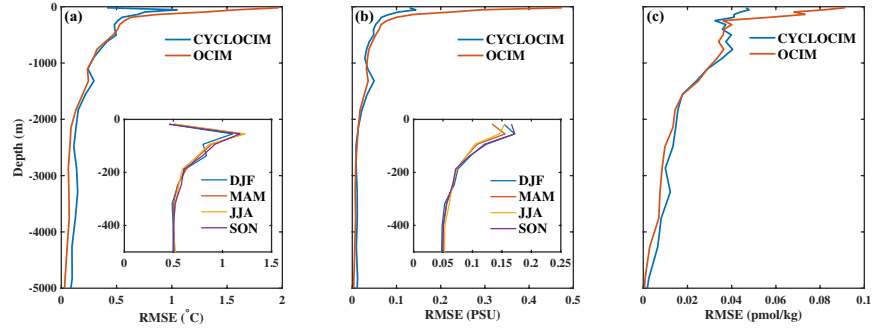 (a)
CYCLOCIM
OCIM
0
-1000
-2000
-3000
-4000
-5000
Depth (m)
0
-200
-400
DJF
MAM
JJA
SON
0 0.5 1 1.5
0 0.5 1 1.5 2
RMSE (°C)
(b)
CYCLOCIM
OCIM
0
-200
-400
DJF
MAM
JJA
SON
0 0.05 0.1 0.15 0.2 0.25
0 0.1 0.2 0.3 0.4 0.5
RMSE (PSU)
(c)
CYCLOCIM
OCIM
0 0.02 0.04 0.06 0.08 0.1
RMSE (pmol/kg)